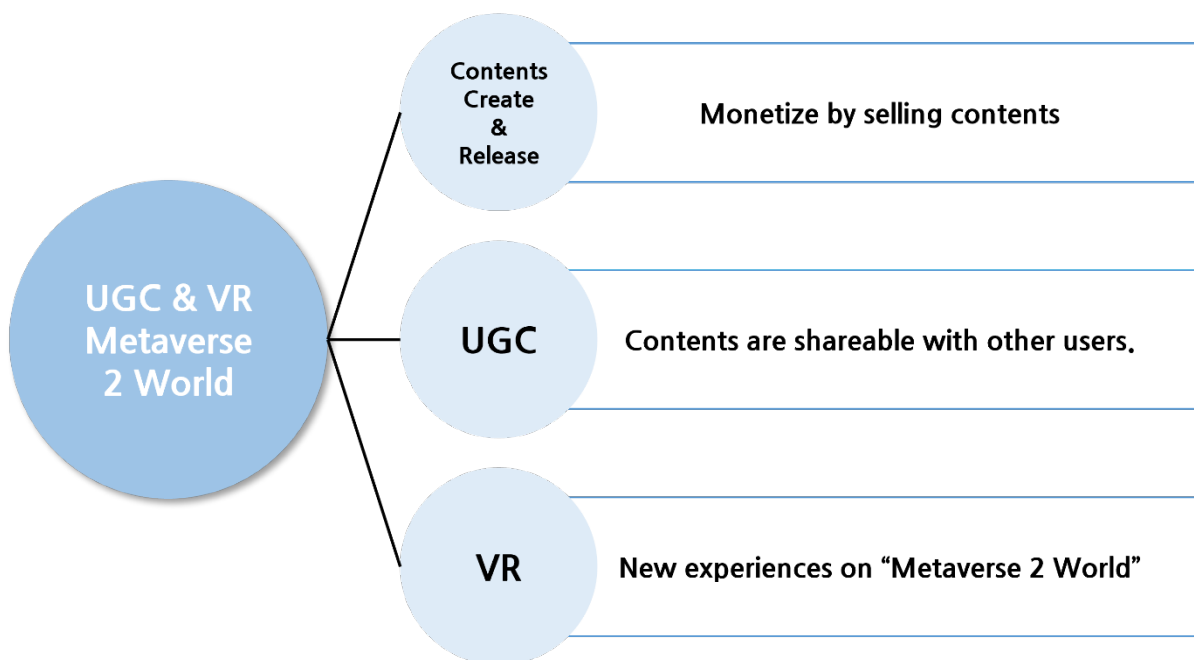 UGC & VR
Metaverse
2 World
Contents
Create
&
Release
Monetize by selling contents
UGC
Contents are shareable with other users.
VR
New experiences on “Metaverse 2 World”